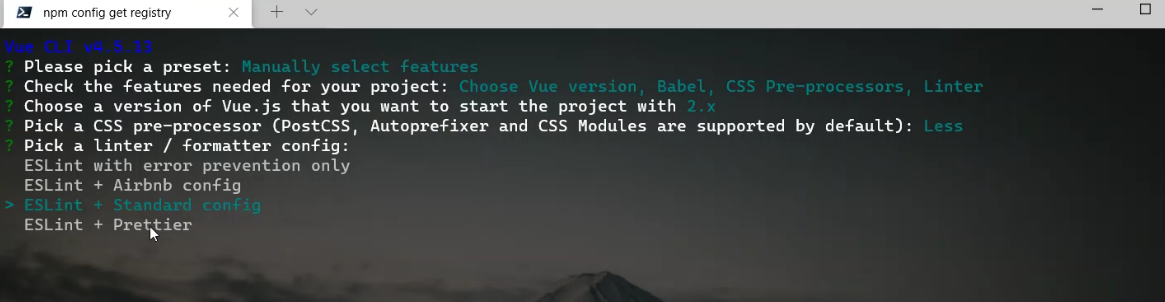 npm config get registry
Vue CLI v4.5.13
? Please pick a preset: Manually select features
? Check the features needed for your project: Choose Vue version, Babel, CSS Pre-processors, Linter
? Choose a version of Vue.js that you want to start the project with 2.x
? Pick a CSS pre-processor (PostCSS, Autoprefixer and CSS Modules are supported by default): Less
? Pick a linter / formatter config:
ESLint with error prevention only
ESLint + Airbnb config
> ESLint + Standard config
ESLint + Prettier